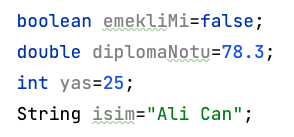 boolean emekliMi=false;
double diplomaNotu=78.3;
int yas=25;
String isim="Ali Can";